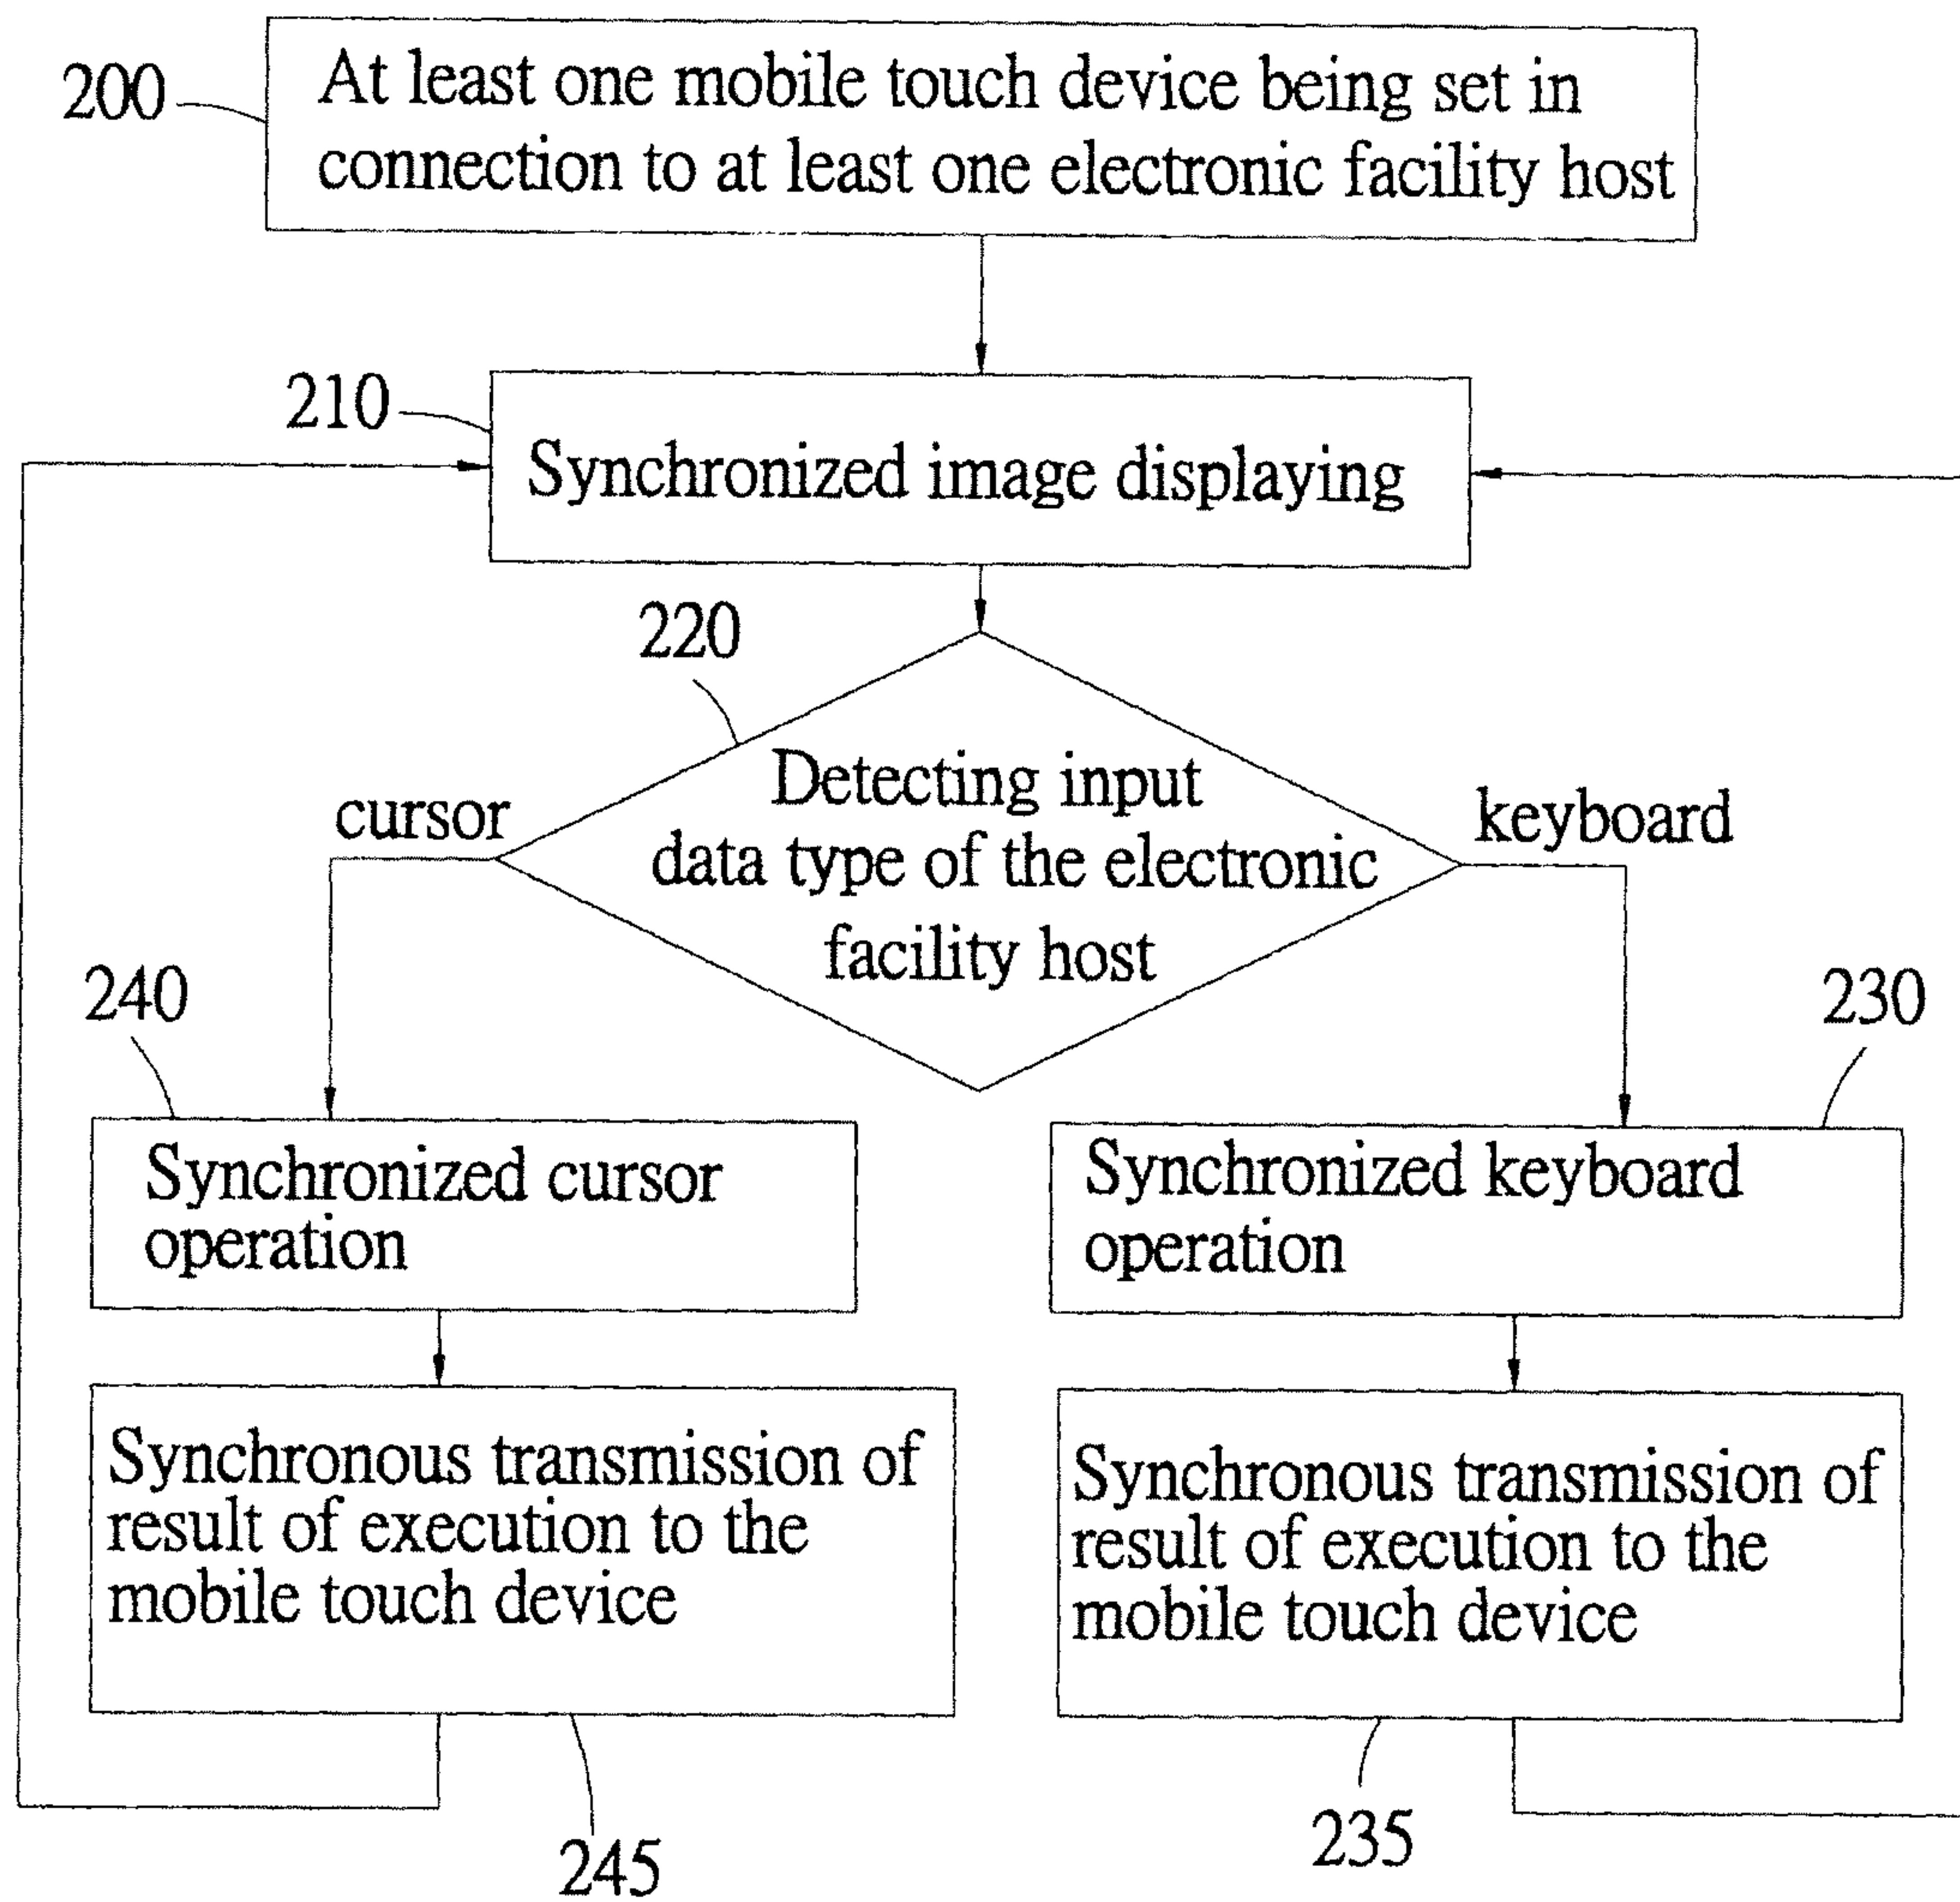 200
At least one mobile touch device being set in
connection to at least one electronic facility host
210
Synchronized image displaying
220
Detecting input
data type of the electronic
facility host
cursor
keyboard
240
Synchronized cursor
operation
230
Synchronized keyboard
operation
Synchronous transmission of
result of execution to the
mobile touch device
245
Synchronous transmission of
result of execution to the
mobile touch device
235